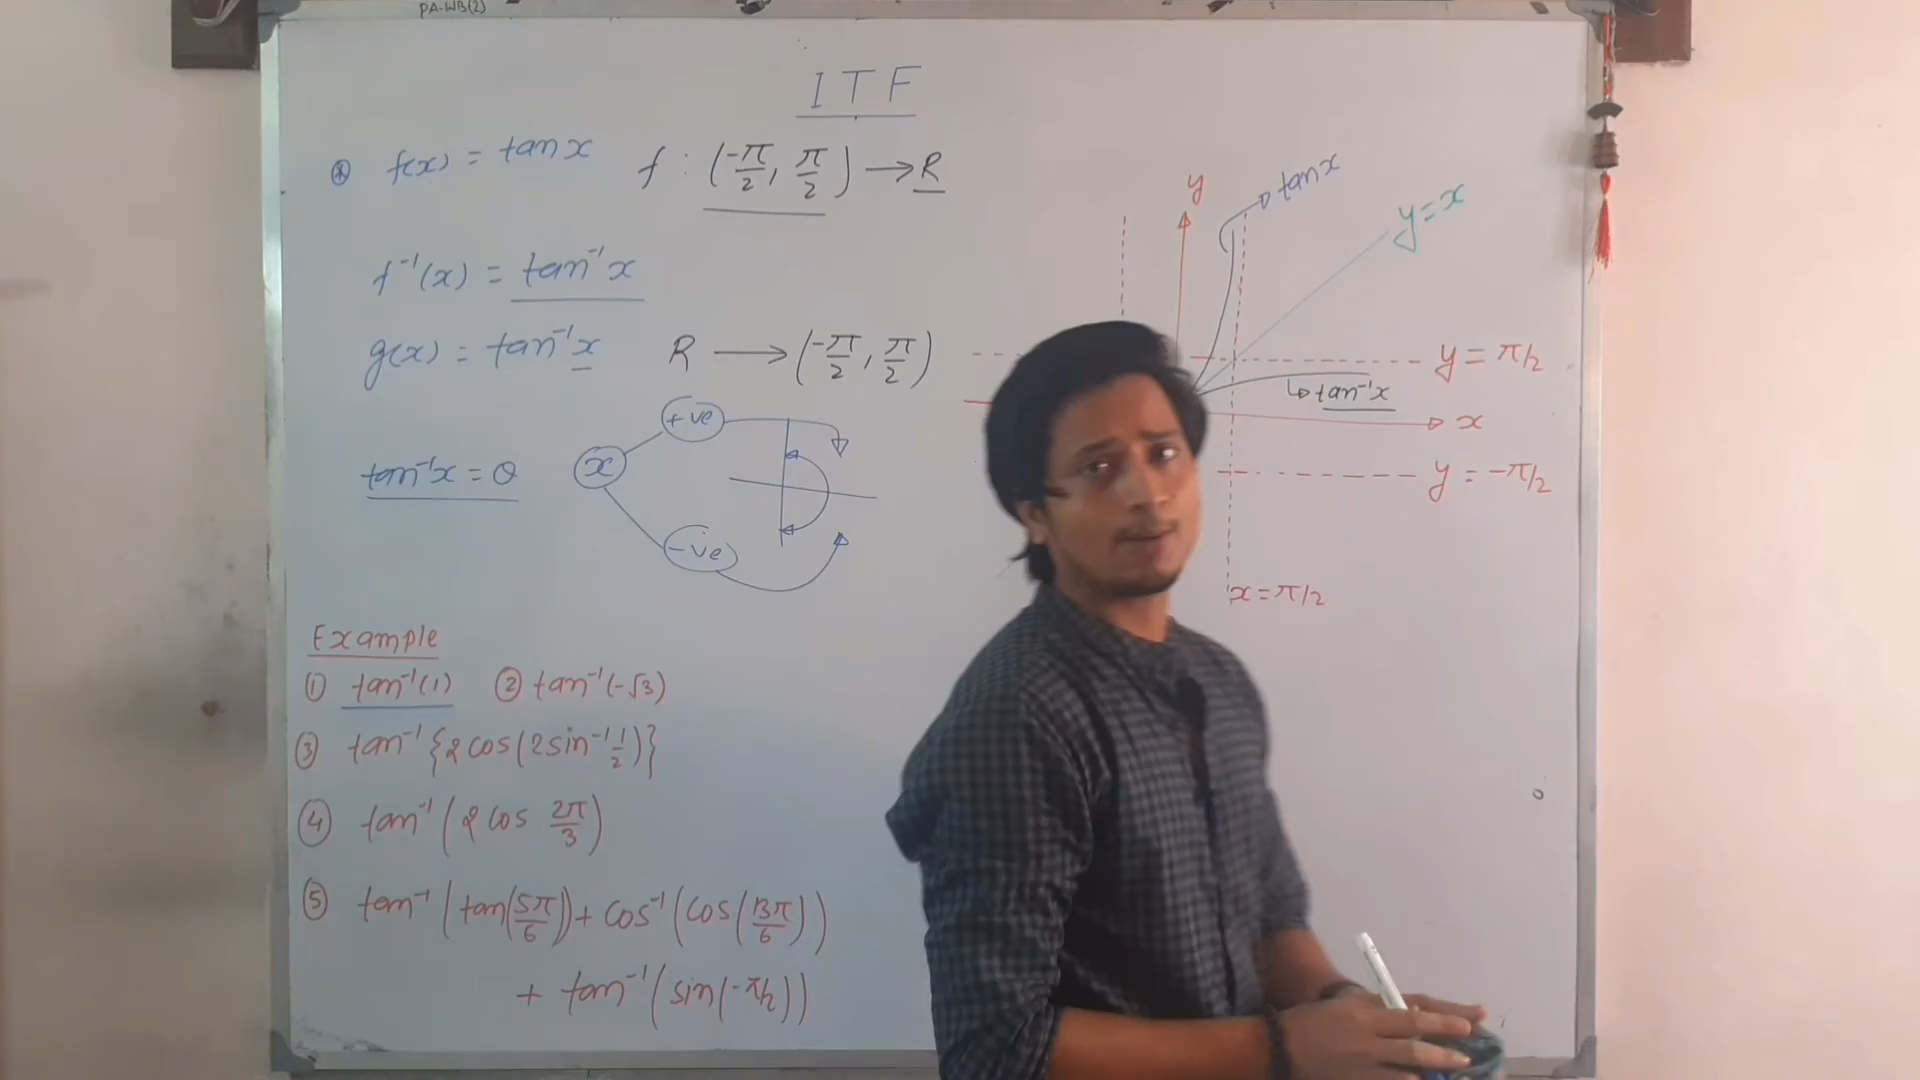 PA-WB(2)
ITF
f(x) = tan x f : (-π/2, π/2) → R
f⁻¹(x) = tan⁻¹x
g(x) = tan⁻¹x R → (-π/2, π/2)
tan⁻¹x = θ
x
+ve
-ve
y
tan x
y = x
y = π/2
tan⁻¹x
x
y = -π/2
x = π/2
Example
① tan⁻¹(1) ② tan⁻¹(-√3)
③ tan⁻¹{2 cos(2 sin⁻¹ 1/2)}
④ tan⁻¹(2 cos 2π/3)
⑤ tan⁻¹(tan(5π/6)) + cos⁻¹(cos(13π/6))
+ tan⁻¹(sin(-π/2))